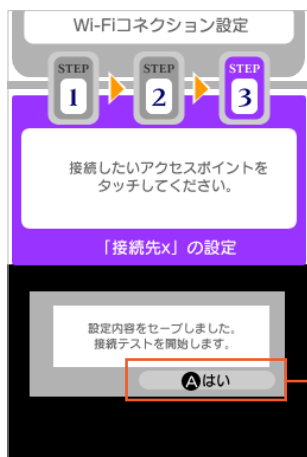 Wi-Fiコネクション設定
STEP STEP STEP
1 2 3
接続したいアクセスポイントを
タッチしてください。
「接続先x」の設定
設定内容をセーブしました。
接続テストを開始します。
Aはい